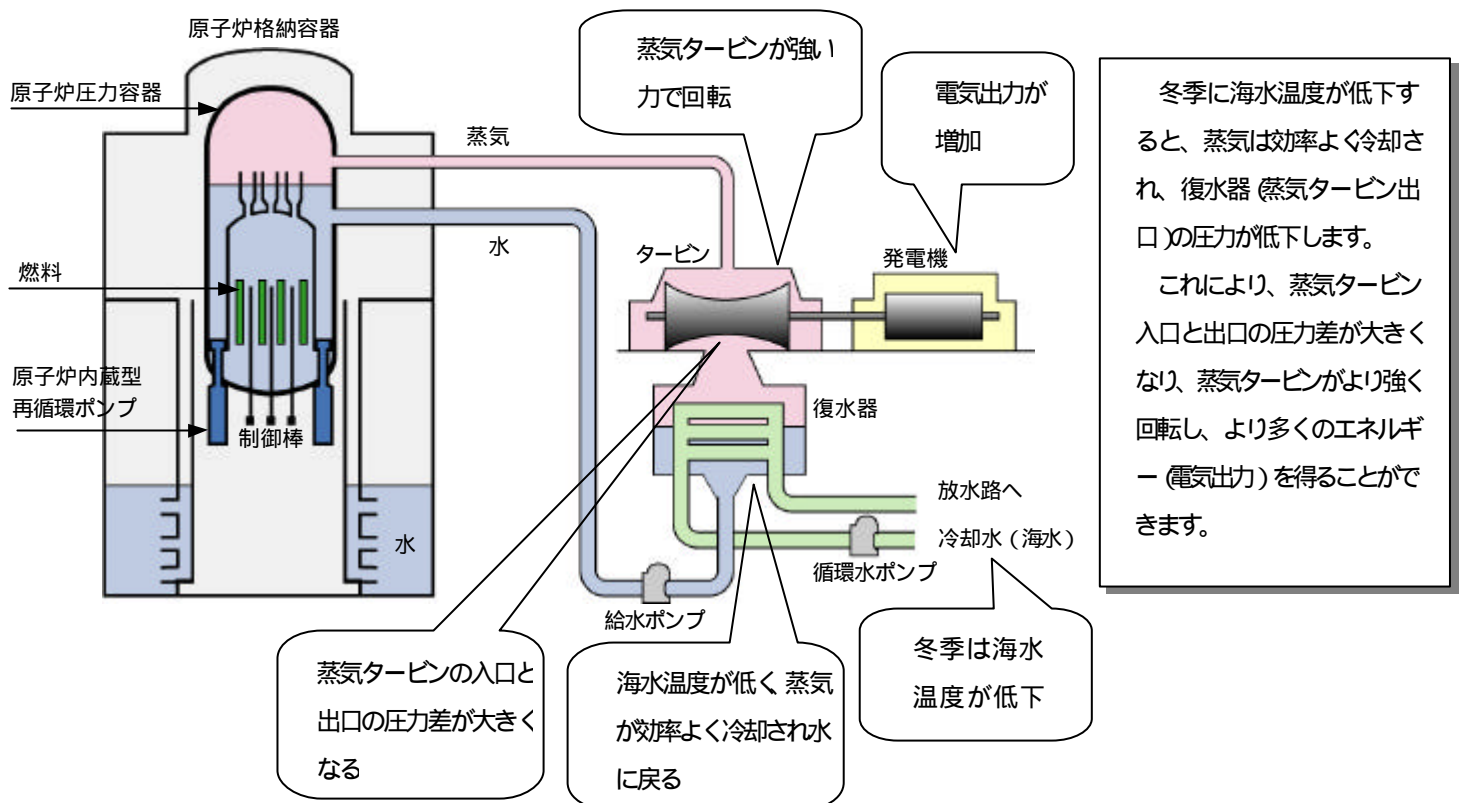 原子炉格納容器
原子炉圧力容器
蒸気
水
燃料
原子炉内蔵型
再循環ポンプ
制御棒
水
タービン
発電機
復水器
放水路へ
冷却水（海水）
循環水ポンプ
給水ポンプ
蒸気タービンが強い
力で回転
電気出力が
増加
蒸気タービンの入口と
出口の圧力差が大きく
なる
海水温度が低く、蒸気
が効率よく冷却され水
に戻る
冬季は海水
温度が低下
冬季に海水温度が低下す
ると、蒸気は効率よく冷却さ
れ、復水器（蒸気タービン出
口）の圧力が低下します。
これにより、蒸気タービン
入口と出口の圧力差が大きく
なり、蒸気タービンがより強く
回転し、より多くのエネルギ
ー（電気出力）を得ることがで
きます。